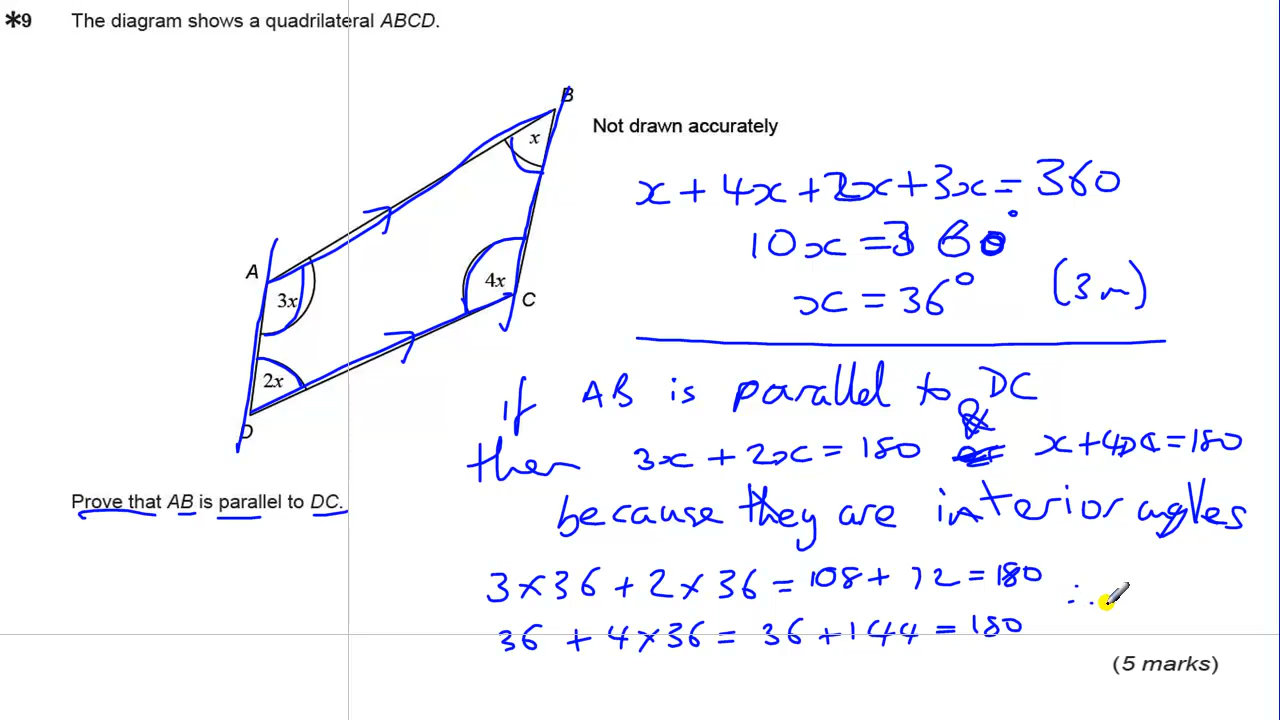 *9 The diagram shows a quadrilateral ABCD.
B
x
Not drawn accurately
x + 4x + 2x + 3x = 360
10x = 360°
x = 36° (3m)
A
3x
4x
C
2x
D
If AB is parallel to DC
then 3x + 2x = 180 & x + 4x = 180
because they are interior angles
Prove that AB is parallel to DC.
3 × 36 + 2 × 36 = 108 + 72 = 180
36 + 4 × 36 = 36 + 144 = 180
(5 marks)